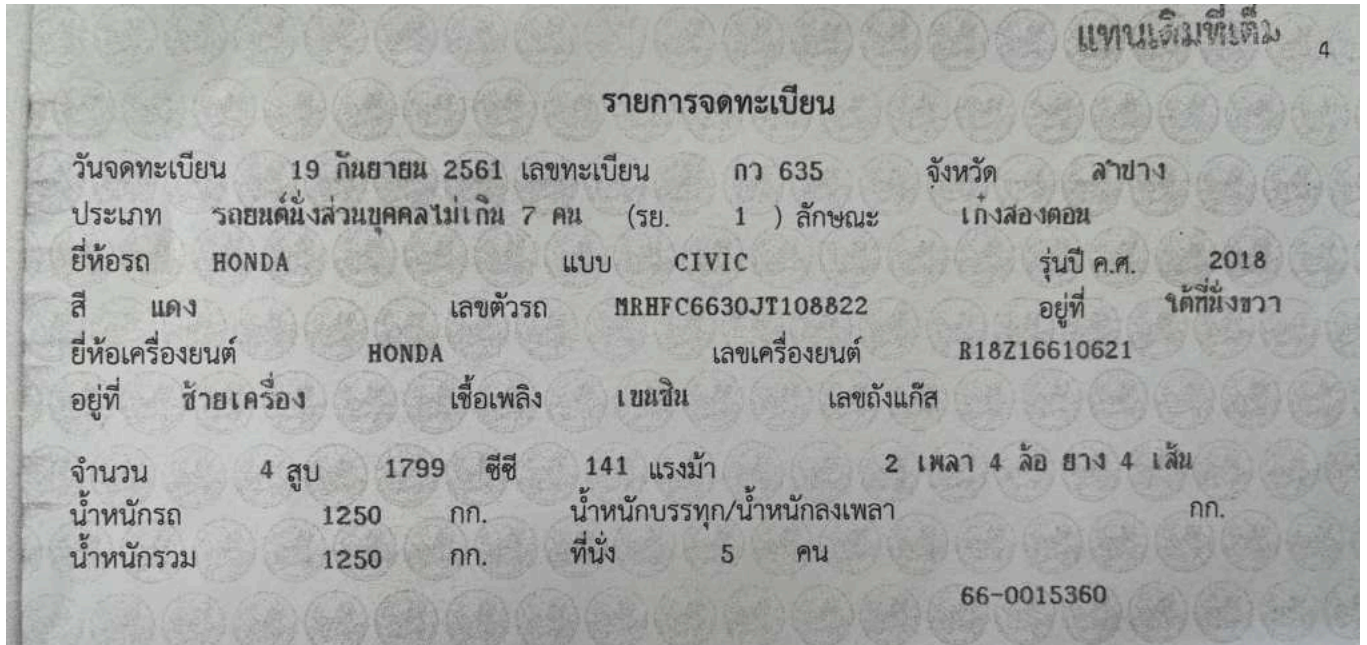 แทนเดิมที่เต็ม
4
รายการจดทะเบียน
วันจดทะเบียน 19 กันยายน 2561 เลขทะเบียน กว 635 จังหวัด ลำปาง
ประเภท รถยนต์นั่งส่วนบุคคลไม่เกิน 7 คน (รย. 1 ) ลักษณะ เก๋งสองตอน
ยี่ห้อรถ HONDA แบบ CIVIC รุ่นปี ค.ศ. 2018
สี แดง เลขตัวรถ MRHFC6630JT108822 อยู่ที่ ใต้ที่นั่งขวา
ยี่ห้อเครื่องยนต์ HONDA เลขเครื่องยนต์ R18Z16610621
อยู่ที่ ซ้ายเครื่อง เชื้อเพลิง เบนซิน เลขถังแก๊ส
จำนวน 4 สูบ 1799 ซีซี 141 แรงม้า 2 เพลา 4 ล้อ ยาง 4 เส้น
น้ำหนักรถ 1250 กก. น้ำหนักบรรทุก/น้ำหนักลงเพลา กก.
น้ำหนักรวม 1250 กก. ที่นั่ง 5 คน
66-0015360